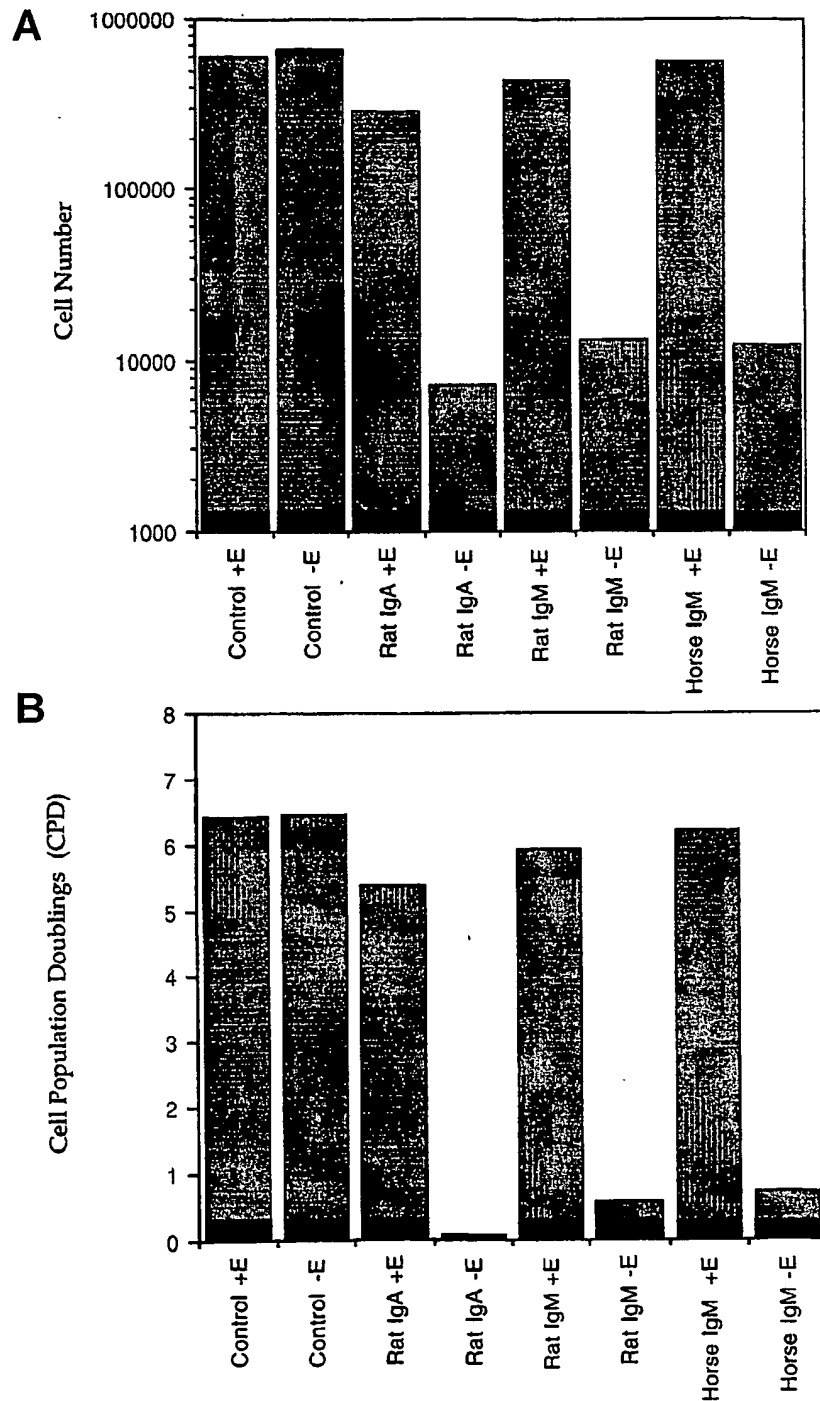 A
Cell Number
1000000
100000
10000
1000
Control +E
Control -E
Rat IgA +E
Rat IgA -E
Rat IgM +E
Rat IgM -E
Horse IgM +E
Horse IgM -E
B
Cell Population Doublings (CPD)
8
7
6
5
4
3
2
1
0
Control +E
Control -E
Rat IgA +E
Rat IgA -E
Rat IgM +E
Rat IgM -E
Horse IgM +E
Horse IgM -E